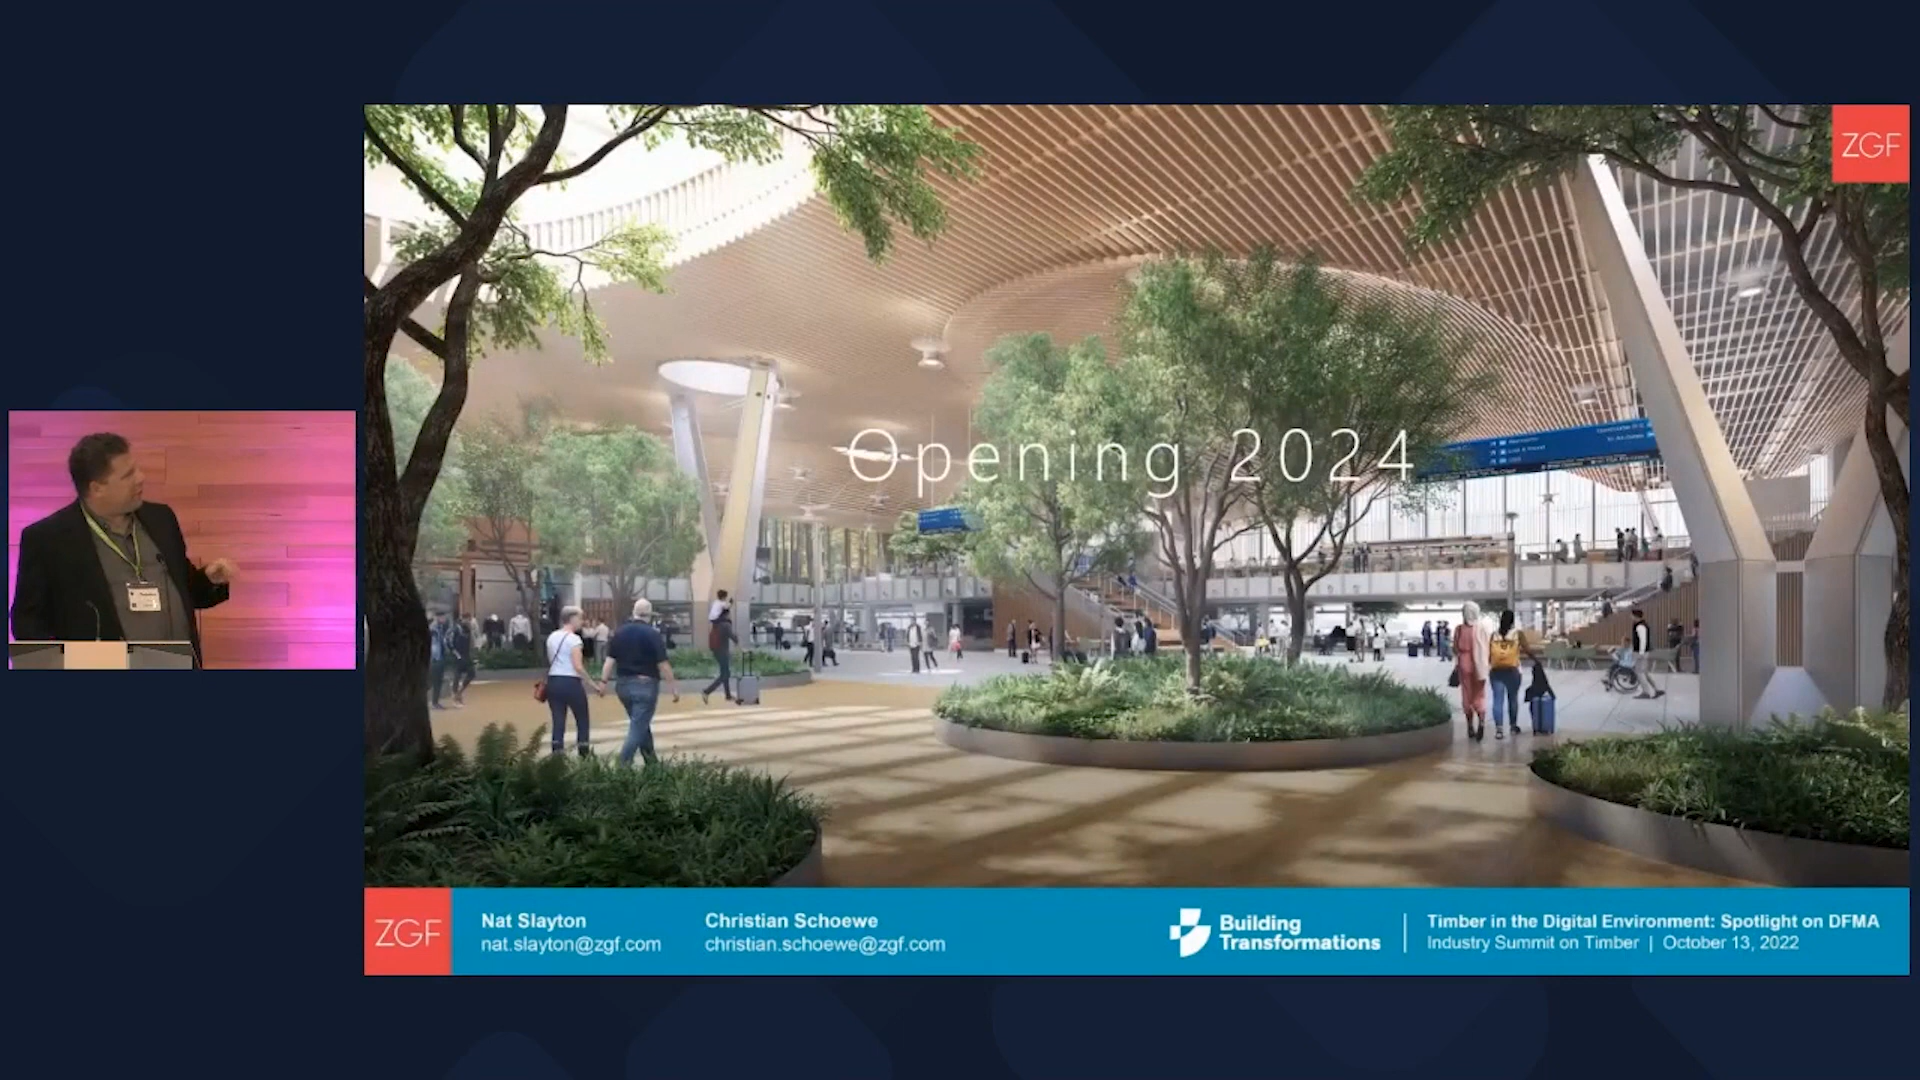 ZGF
Opening 2024
ZGF
Nat Slayton
nat.slayton@zgf.com
Christian Schoewe
christian.schoewe@zgf.com
Building
Transformations
Timber in the Digital Environment: Spotlight on DFMA
Industry Summit on Timber | October 13, 2022